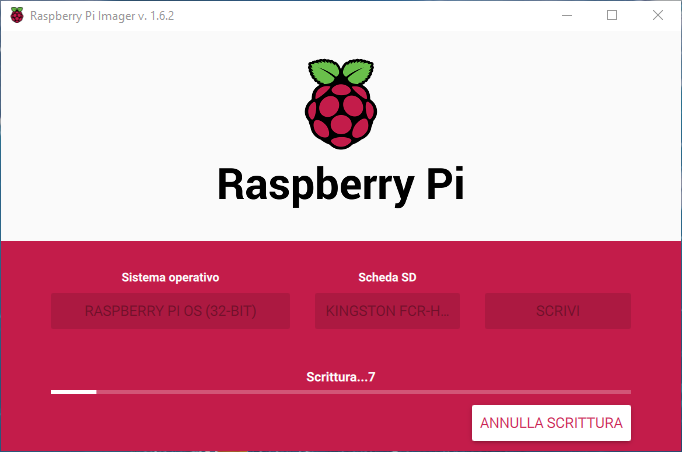 Raspberry Pi Imager v. 1.6.2
Raspberry Pi
Sistema operativo
Scheda SD
RASPBERRY PI OS (32-BIT)
KINGSTON FCR-H...
SCRIVI
Scrittura...7
ANNULLA SCRITTURA